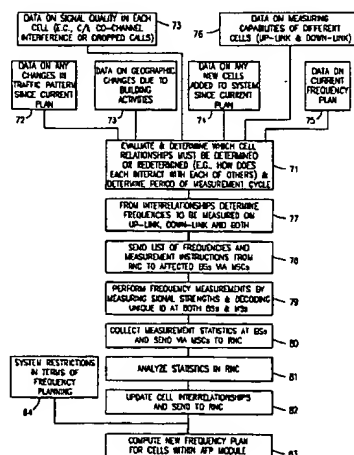 DATA ON SIGNAL QUALITY IN EACH
CELL (E.G., C/I, CO-CHANNEL
INTERFERENCE OR DROPPED CALLS)
73
76
DATA ON MEASURING
CAPABILITIES OF DIFFERENT
CELLS (UP-LINK & DOWN-LINK)
DATA ON ANY
CHANGES IN
TRAFFIC PATTERN
SINCE CURRENT
PLAN
72
DATA ON GEOGRAPHIC
CHANGES DUE TO
BUILDING
ACTIVITIES
73
DATA ON ANY
NEW CELLS
ADDED TO SYSTEM
SINCE CURRENT
PLAN
74
DATA ON
CURRENT
FREQUENCY
PLAN
75
EVALUATE & DETERMINE WHICH CELL
RELATIONSHIPS MUST BE DETERMINED
OR REDETERMINED (E.G., HOW DOES
EACH INTERACT WITH EACH OF OTHERS) &
DETERMINE PERIOD OF MEASUREMENT CYCLE
71
FROM INTERRELATIONSHIPS DETERMINE
FREQUENCIES TO BE MEASURED ON
UP-LINK, DOWN-LINK AND BOTH
77
SEND LIST OF FREQUENCIES AND
MEASUREMENT INSTRUCTIONS FROM
RNC TO AFFECTED BSs VIA MSCs
78
PERFORM FREQUENCY MEASUREMENTS BY
MEASURING SIGNAL STRENGTHS & DECODING
UNIQUE ID AT BOTH BSs & MSs
79
COLLECT MEASUREMENT STATISTICS AT BSs
AND SEND VIA MSCs TO RNC
80
ANALYZE STATISTICS IN RNC
81
SYSTEM RESTRICTIONS
IN TERMS OF
FREQUENCY
PLANNING
84
UPDATE CELL INTERRELATIONSHIPS
AND SEND TO RNC
82
COMPUTE NEW FREQUENCY PLAN
FOR CELLS WITHIN AFP MODULE
83